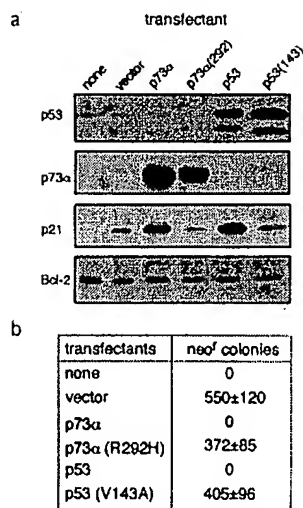 a
transfectant
none vector p73α p73α(292) p53 p53(143)
p53
p73α
p21
Bcl-2
b
transfectants neoʳ colonies
none 0
vector 550±120
p73α 0
p73α (R292H) 372±85
p53 0
p53 (V143A) 405±96